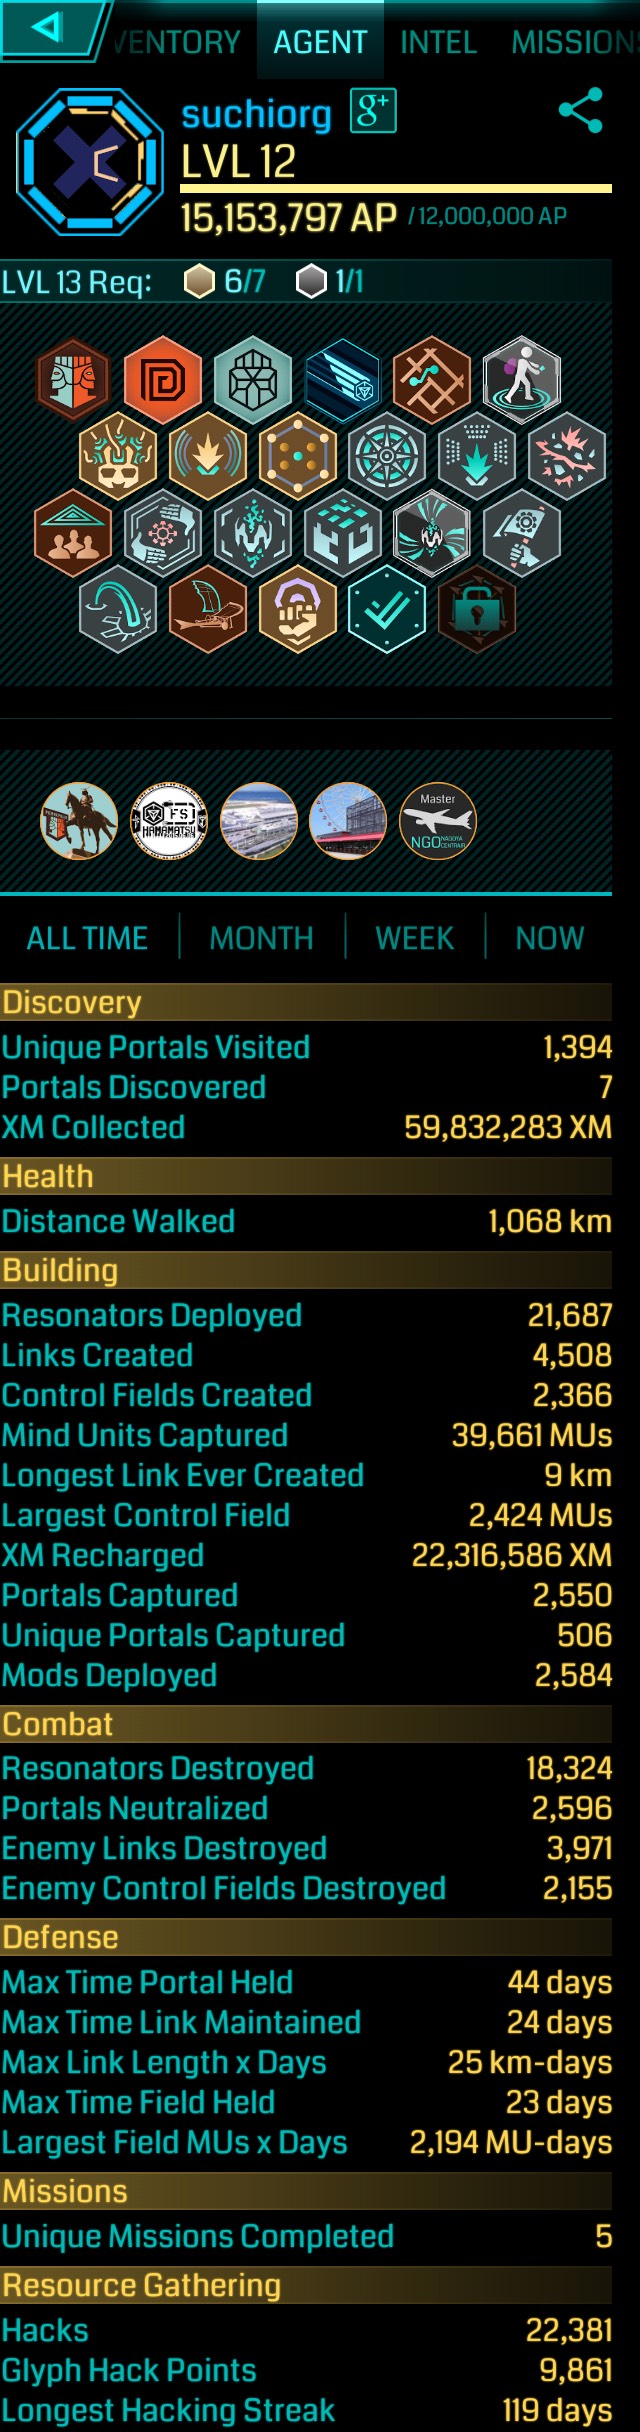 VENTORY AGENT INTEL MISSIONS
suchiorg g+
LVL 12
15,153,797 AP / 12,000,000 AP
LVL 13 Req: 6/7 1/1
FS
HAMAMATSU
Master
NGO NAGOYA CENTRAIR
ALL TIME MONTH WEEK NOW
Discovery
Unique Portals Visited 1,394
Portals Discovered 7
XM Collected 59,832,283 XM
Health
Distance Walked 1,068 km
Building
Resonators Deployed 21,687
Links Created 4,508
Control Fields Created 2,366
Mind Units Captured 39,661 MUs
Longest Link Ever Created 9 km
Largest Control Field 2,424 MUs
XM Recharged 22,316,586 XM
Portals Captured 2,550
Unique Portals Captured 506
Mods Deployed 2,584
Combat
Resonators Destroyed 18,324
Portals Neutralized 2,596
Enemy Links Destroyed 3,971
Enemy Control Fields Destroyed 2,155
Defense
Max Time Portal Held 44 days
Max Time Link Maintained 24 days
Max Link Length x Days 25 km-days
Max Time Field Held 23 days
Largest Field MUs x Days 2,194 MU-days
Missions
Unique Missions Completed 5
Resource Gathering
Hacks 22,381
Glyph Hack Points 9,861
Longest Hacking Streak 119 days